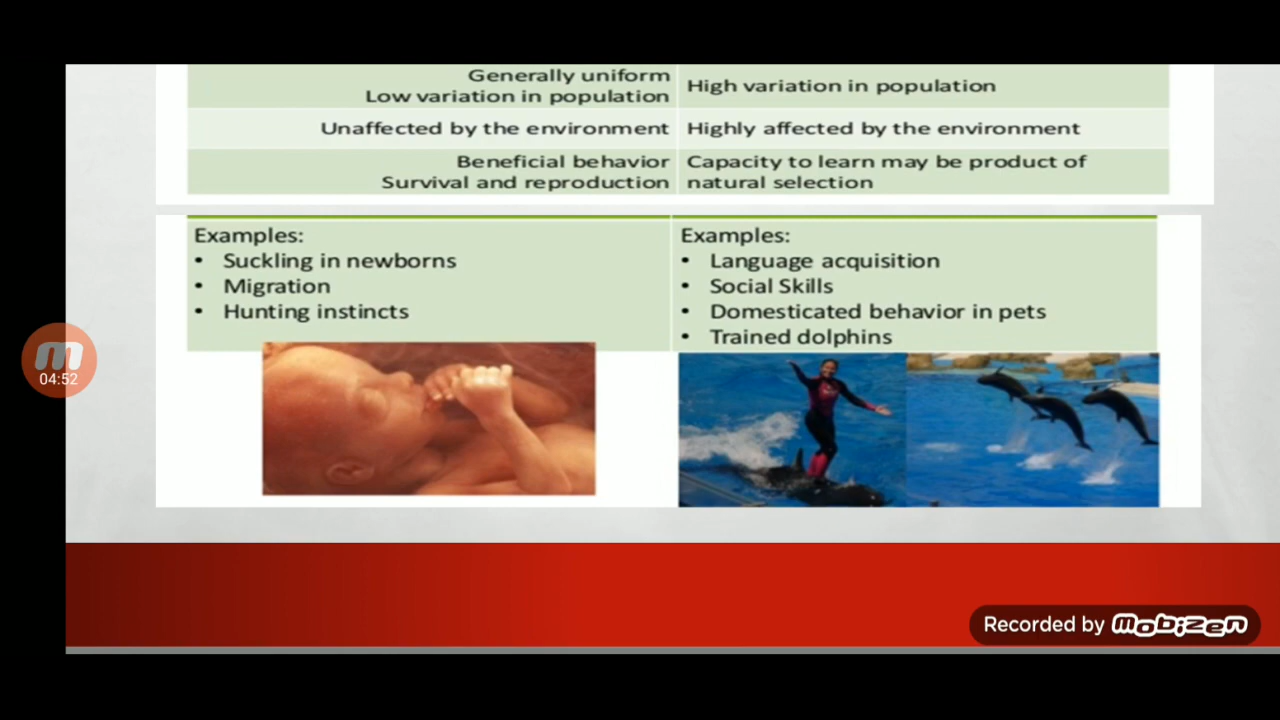 Generally uniform
Low variation in population
High variation in population
Unaffected by the environment
Highly affected by the environment
Beneficial behavior
Survival and reproduction
Capacity to learn may be product of
natural selection
Examples:
• Suckling in newborns
• Migration
• Hunting instincts
Examples:
• Language acquisition
• Social Skills
• Domesticated behavior in pets
• Trained dolphins
m
04:52
Recorded by mobizen